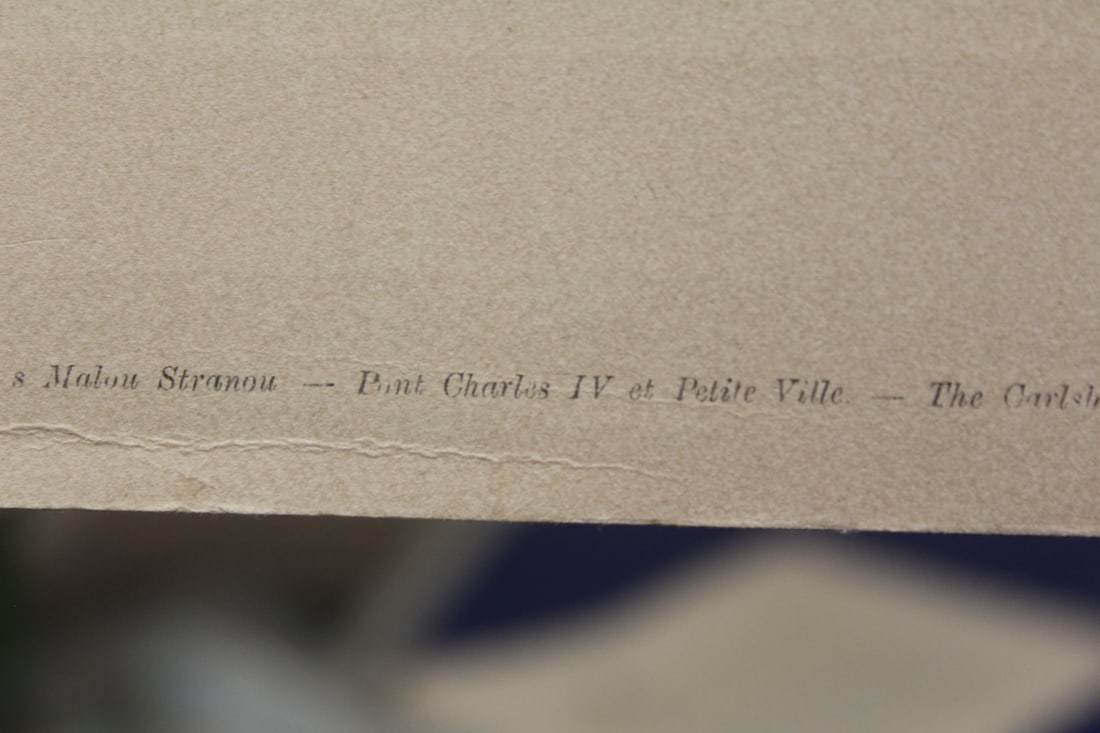 s Malou Stranou — Pont Charles IV et Petite Ville. — The